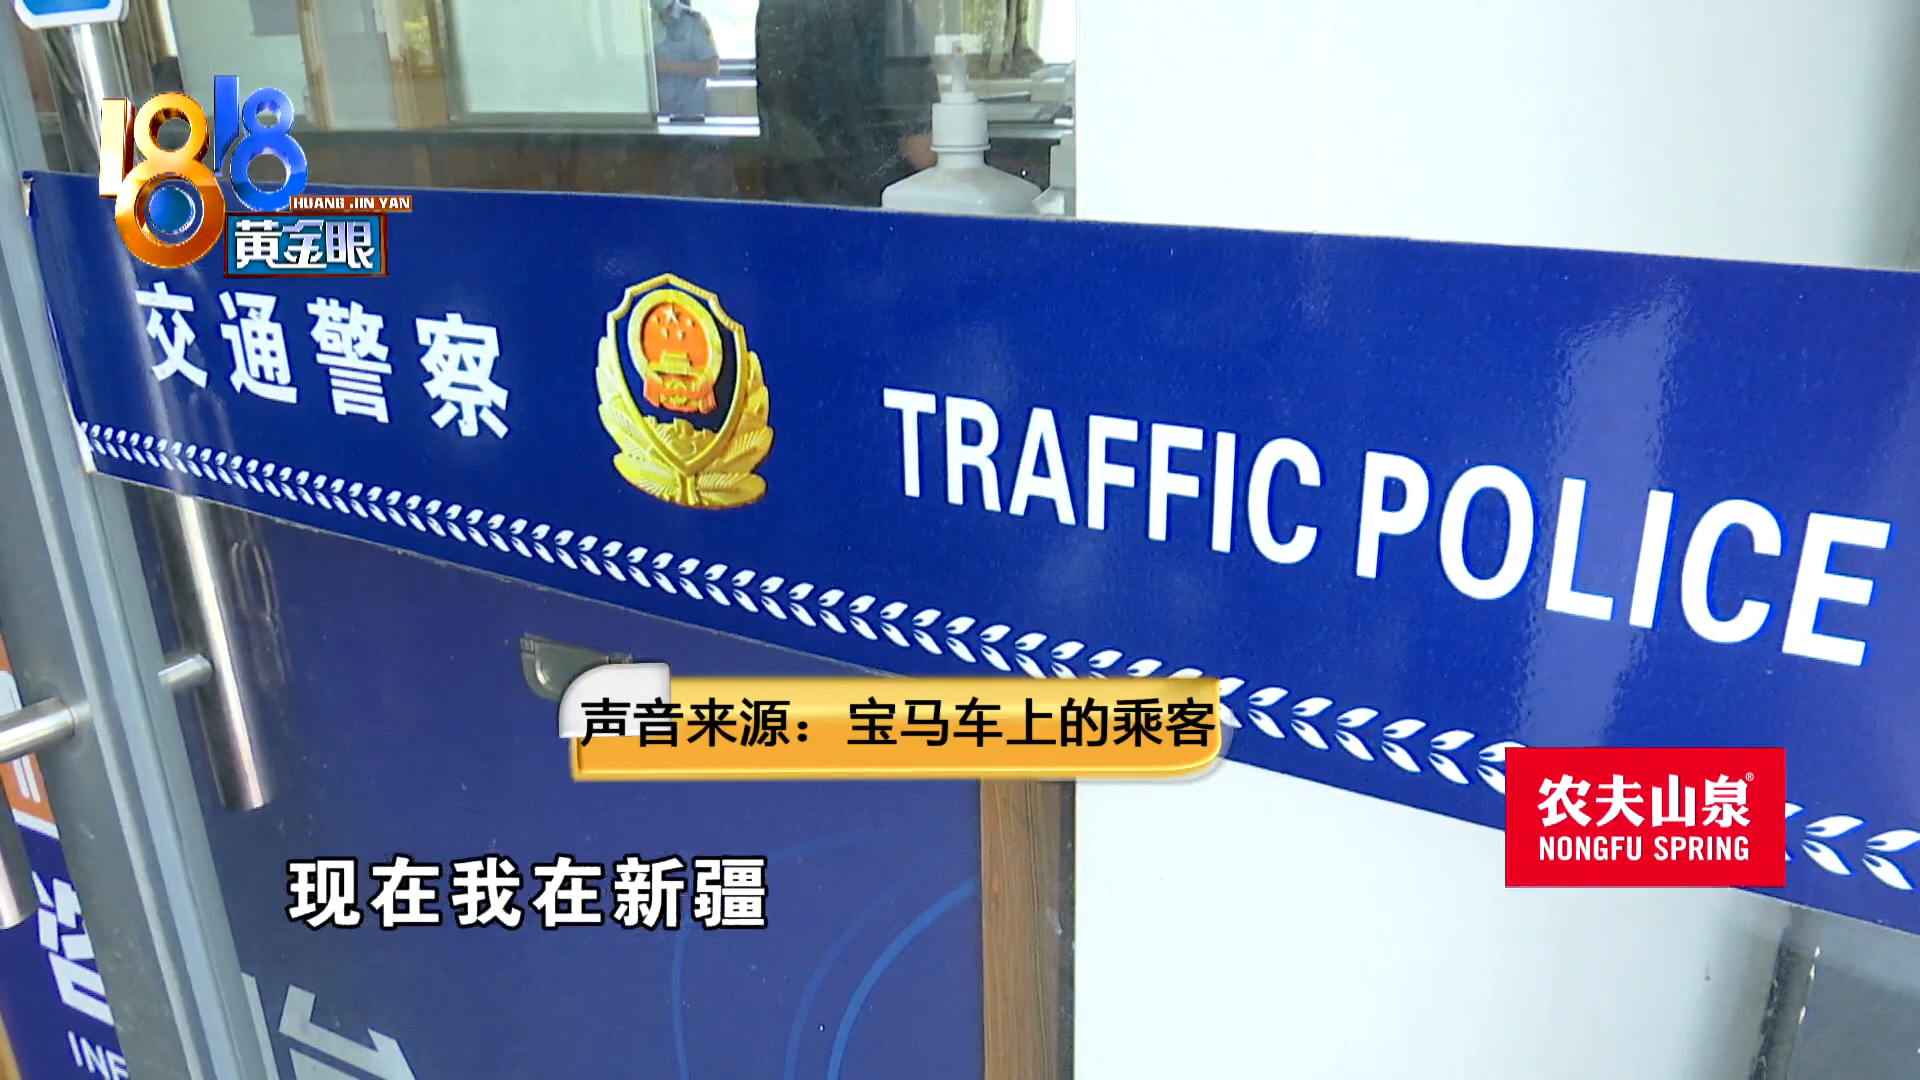 1818
HUANG JIN YAN
黄金眼
交通警察
TRAFFIC POLICE
声音来源：宝马车上的乘客
农夫山泉®
NONGFU SPRING
现在我在新疆